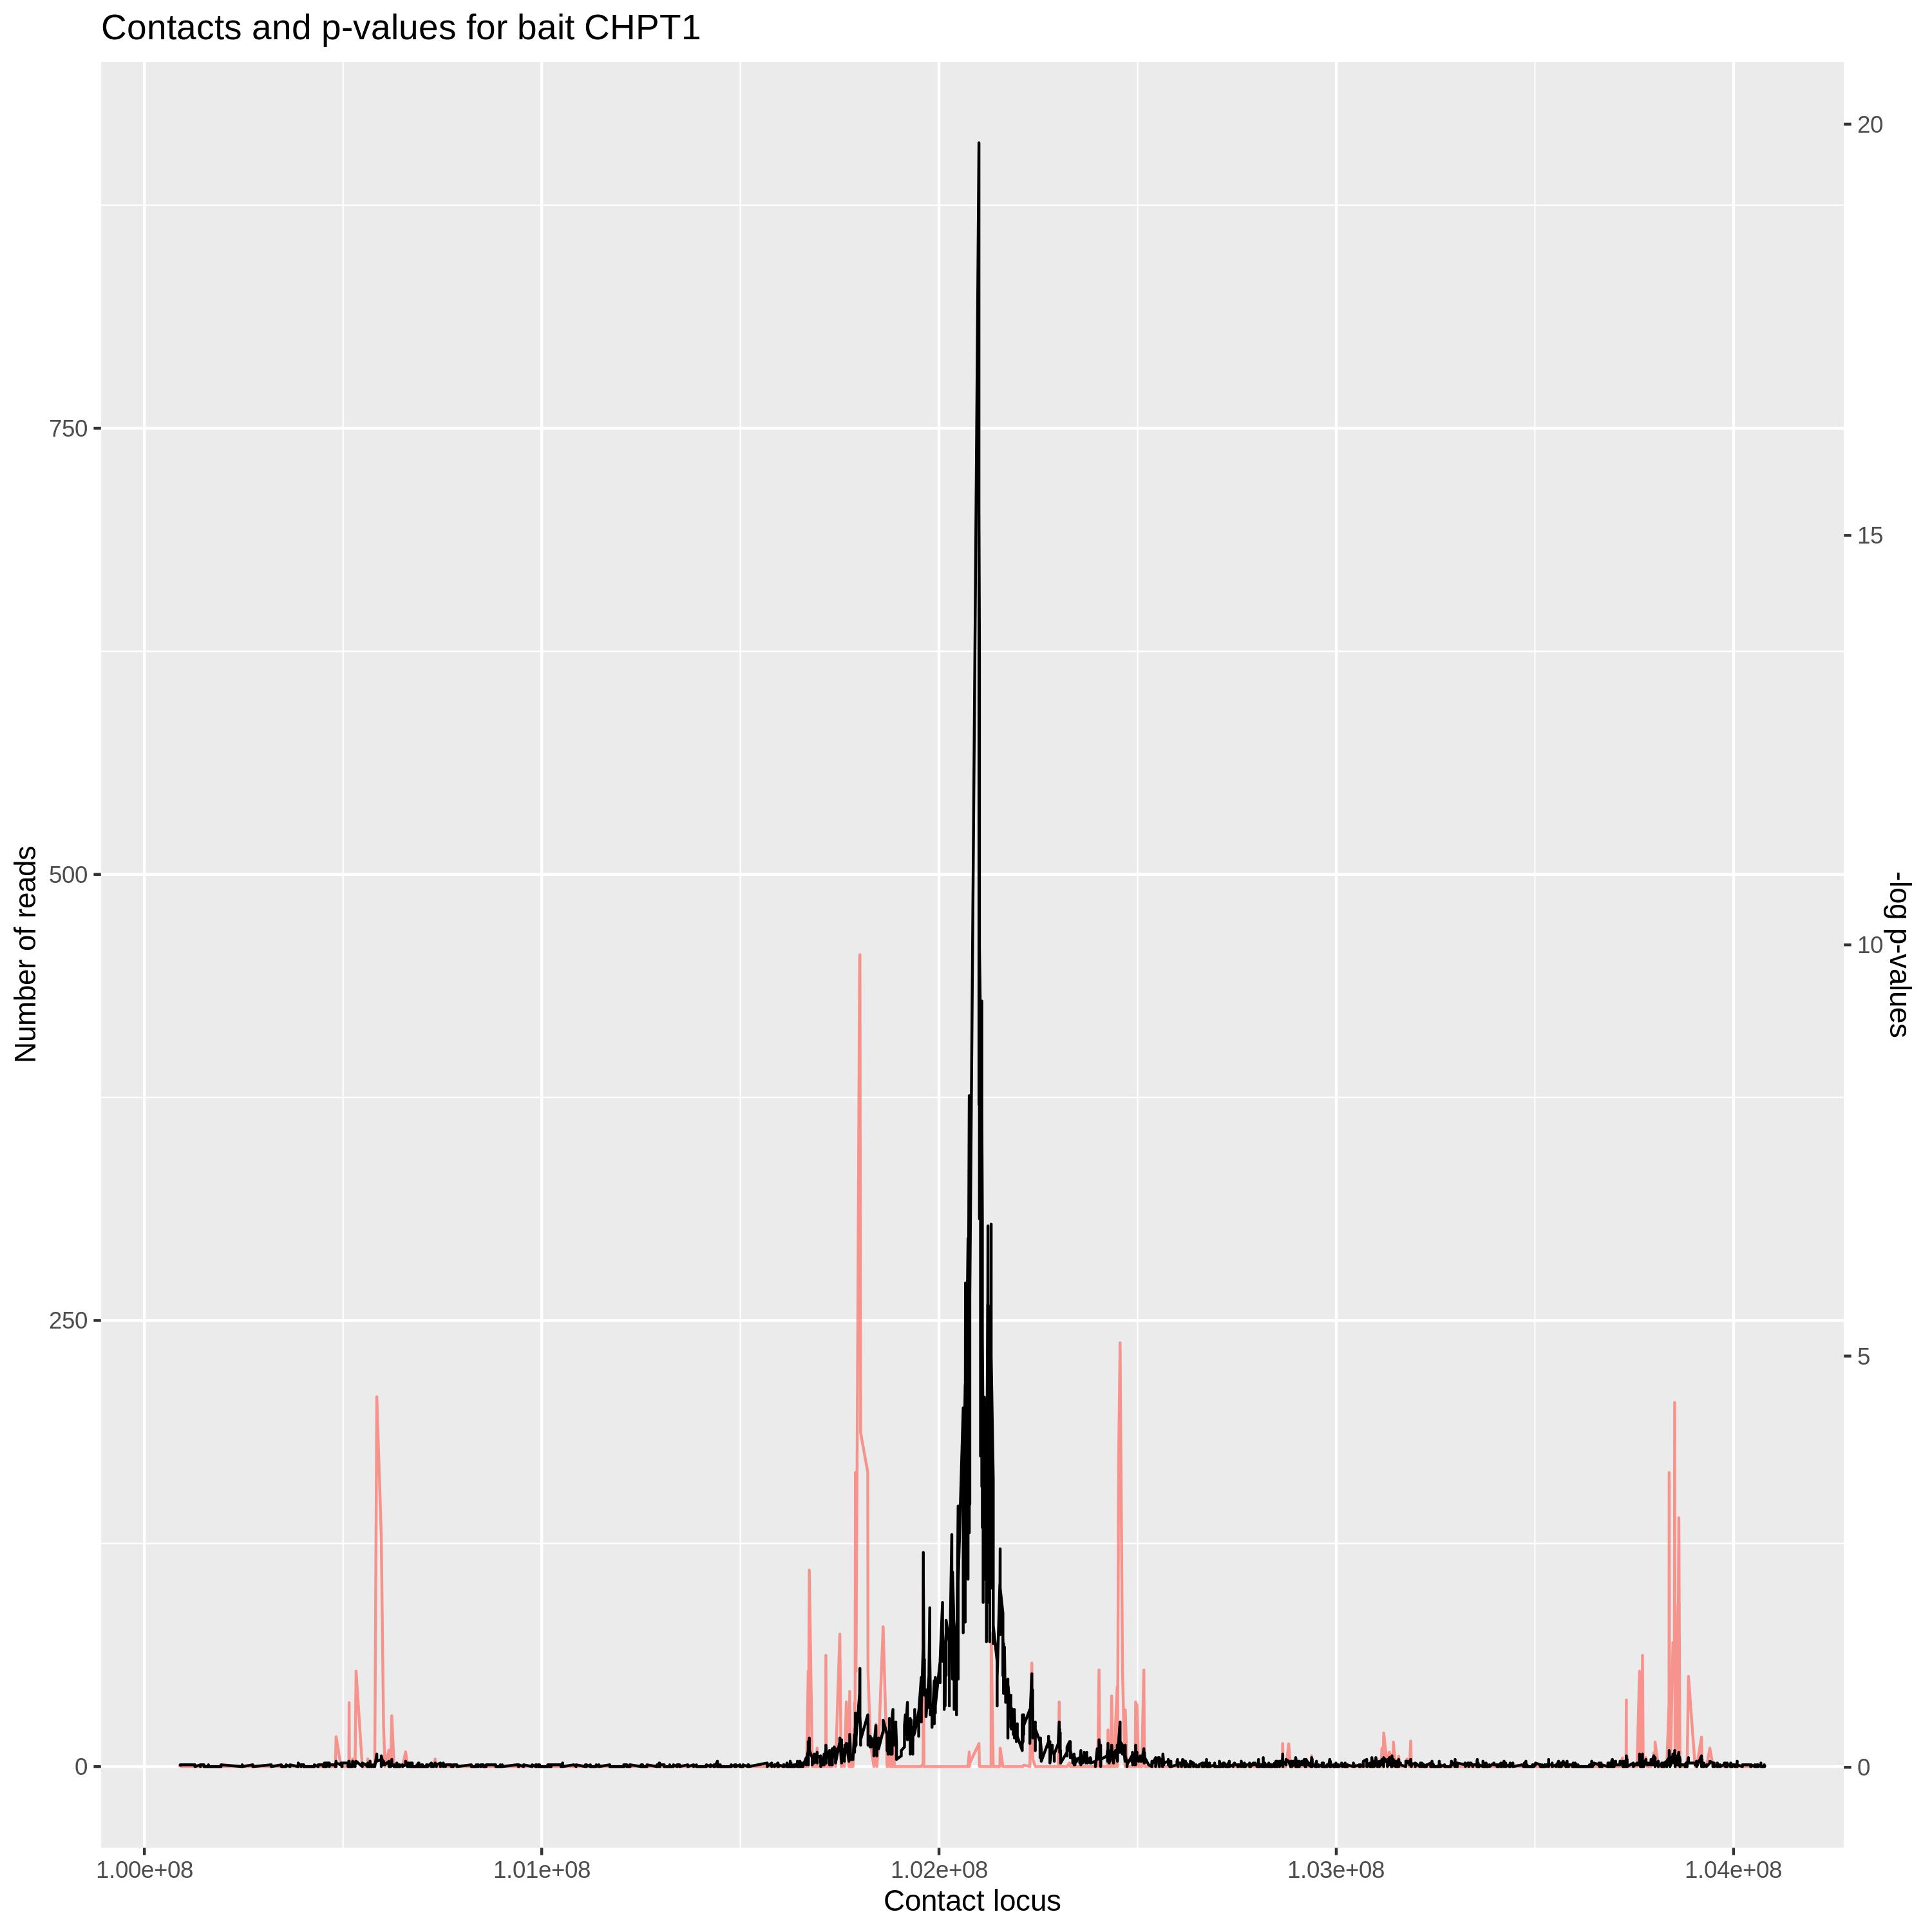 Contacts and p-values for bait CHPT1
Number of reads
750
500
250
0
20
15
10
5
0
-log p-values
1.00e+08 1.01e+08 1.02e+08 1.03e+08 1.04e+08
Contact locus